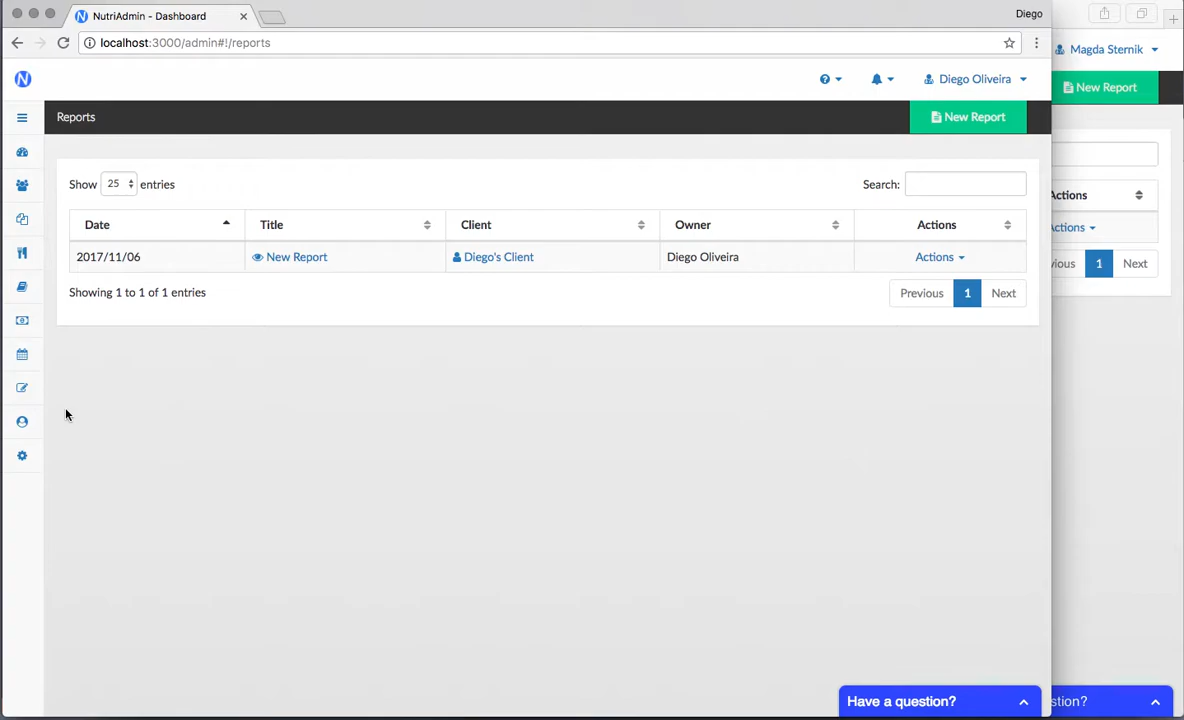 NutriAdmin - Dashboard
Diego
localhost:3000/admin#!/reports
N
Diego Oliveira
Magda Sternik
Reports
New Report
New Report
Show 25 entries
Search:
Date
Title
Client
Owner
Actions
Actions
2017/11/06
New Report
Diego's Client
Diego Oliveira
Actions
Actions
Showing 1 to 1 of 1 entries
Previous
1
Next
vious
1
Next
Have a question?
stion?